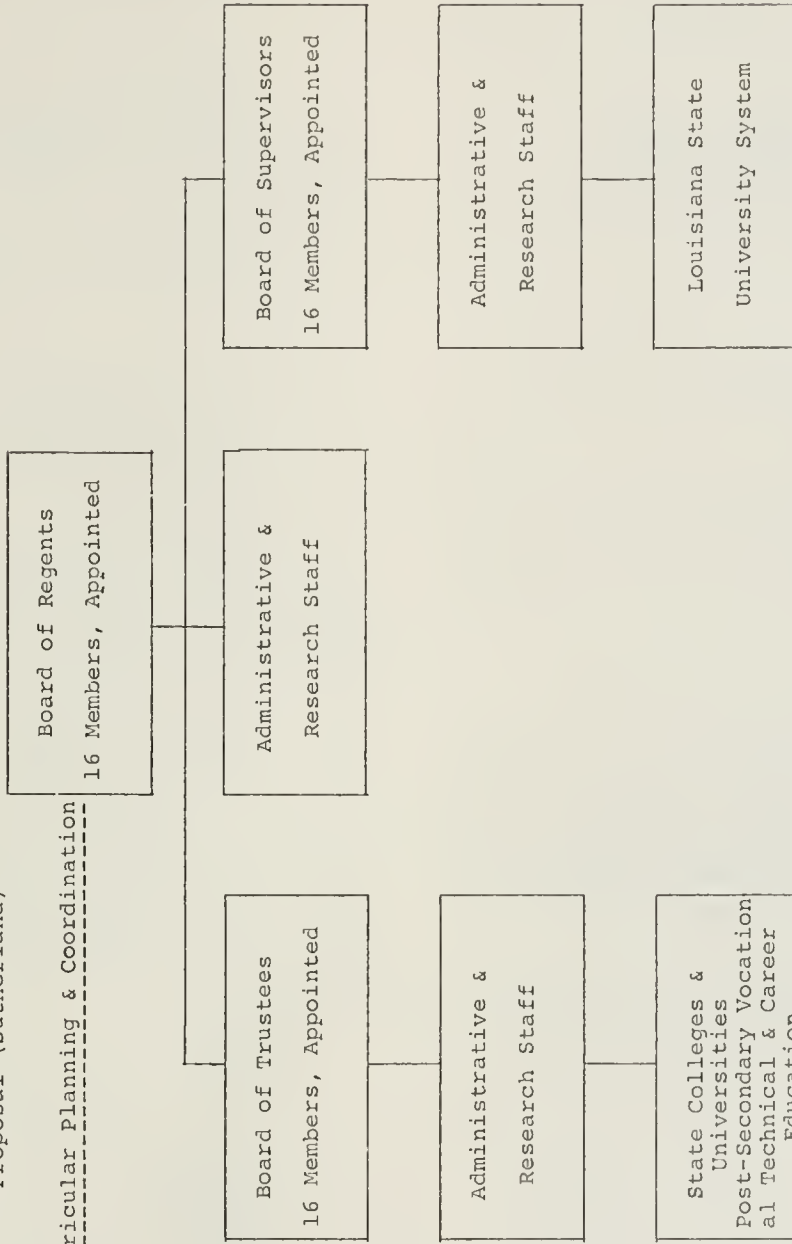 Proposal (Sutherland)
ricular Planning & Coordination
Board of Regents
16 Members, Appointed
Board of Trustees
16 Members, Appointed
Administrative &
Research Staff
Board of Supervisors
16 Members, Appointed
Administrative &
Research Staff
Administrative &
Research Staff
State Colleges &
Universities
Post-Secondary Vocation
al Technical & Career
Education
Louisiana State
University System